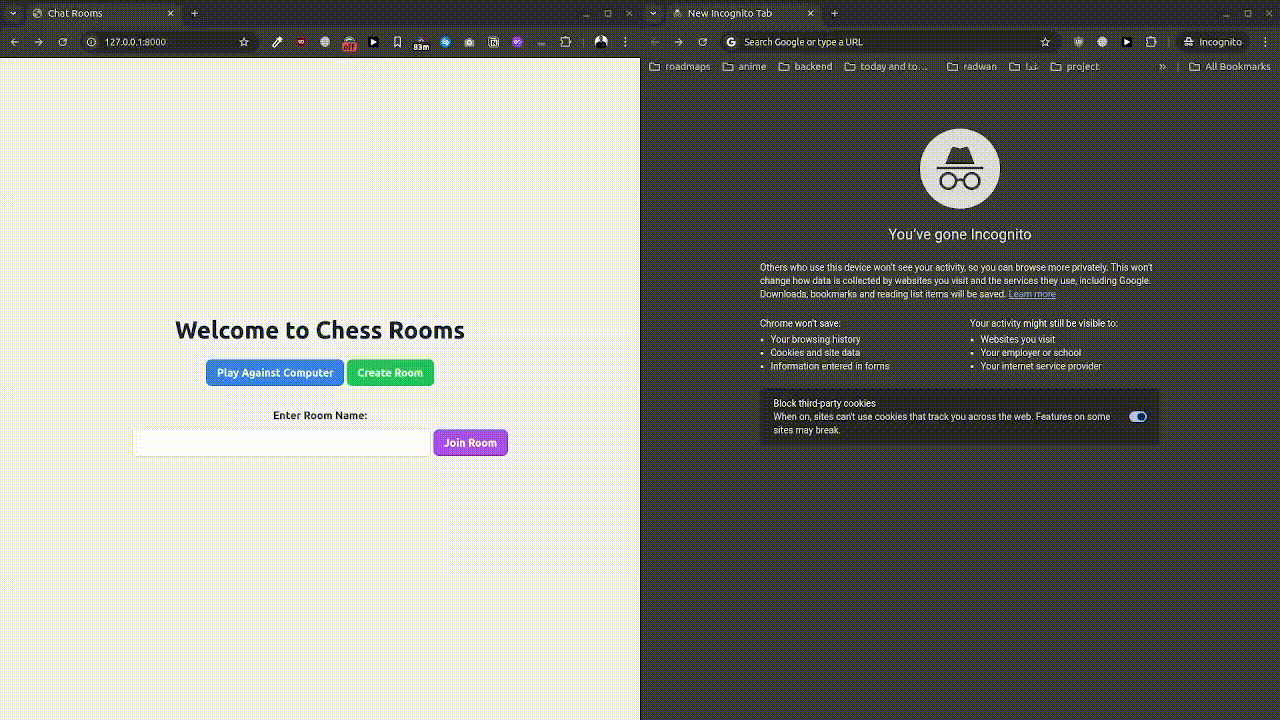 Chat Rooms
127.0.0.1:8000
off
83m
Welcome to Chess Rooms
Play Against Computer
Create Room
Enter Room Name:
Join Room
New Incognito Tab
Search Google or type a URL
Incognito
roadmaps
anime
backend
today and to...
radwan
غدا
project
»
All Bookmarks
You've gone Incognito
Others who use this device won't see your activity, so you can browse more privately. This won't
change how data is collected by websites you visit and the services they use, including Google.
Downloads, bookmarks and reading list items will be saved. Learn more
Chrome won't save:
• Your browsing history
• Cookies and site data
• Information entered in forms
Your activity might still be visible to:
• Websites you visit
• Your employer or school
• Your internet service provider
Block third-party cookies
When on, sites can't use cookies that track you across the web. Features on some
sites may break.